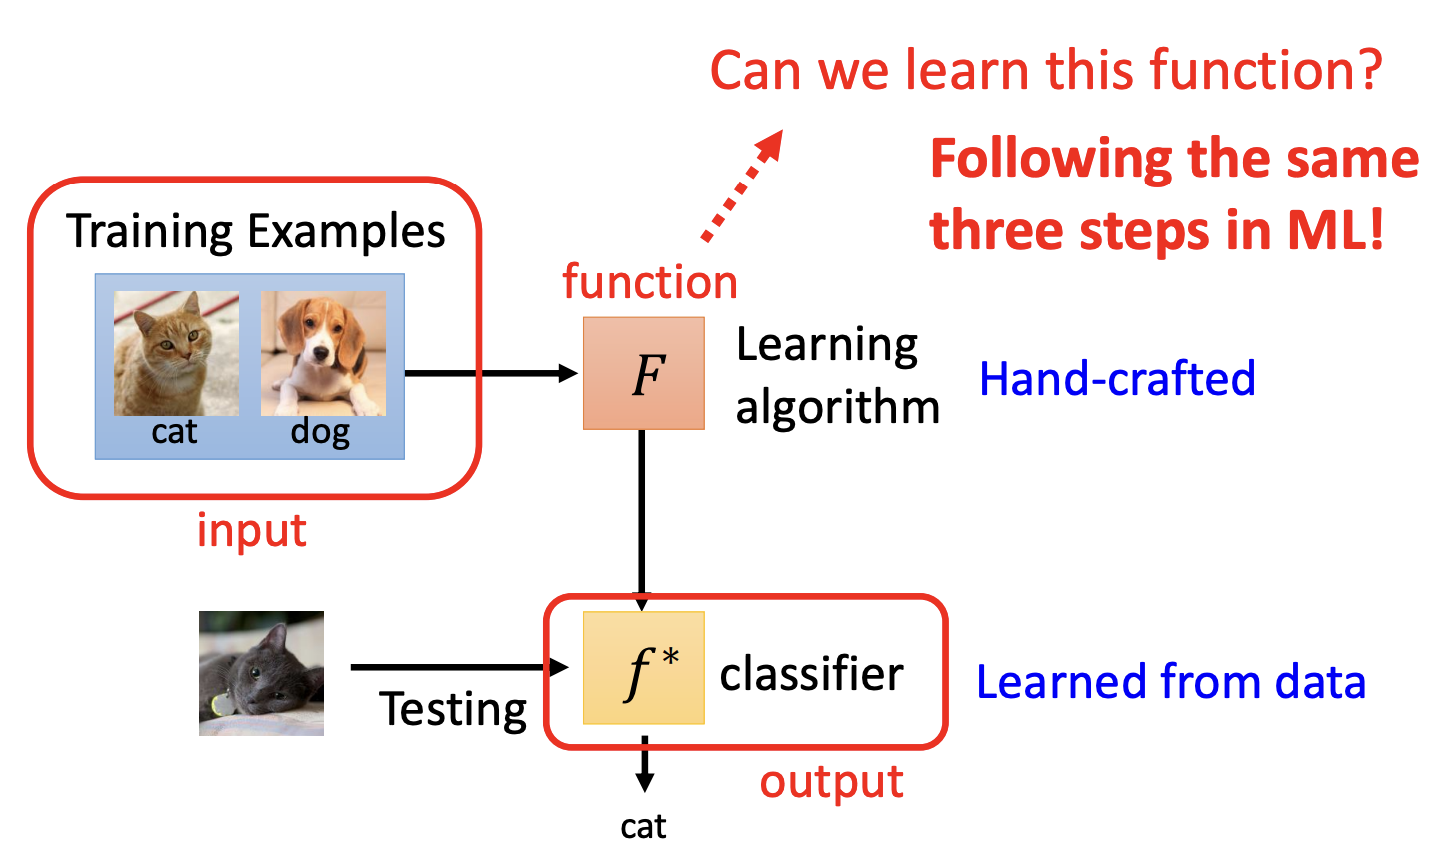 Can we learn this function?
Following the same
three steps in ML!
Training Examples
cat
dog
input
function
F
Learning
algorithm
Hand-crafted
Testing
f*
classifier
Learned from data
output
cat